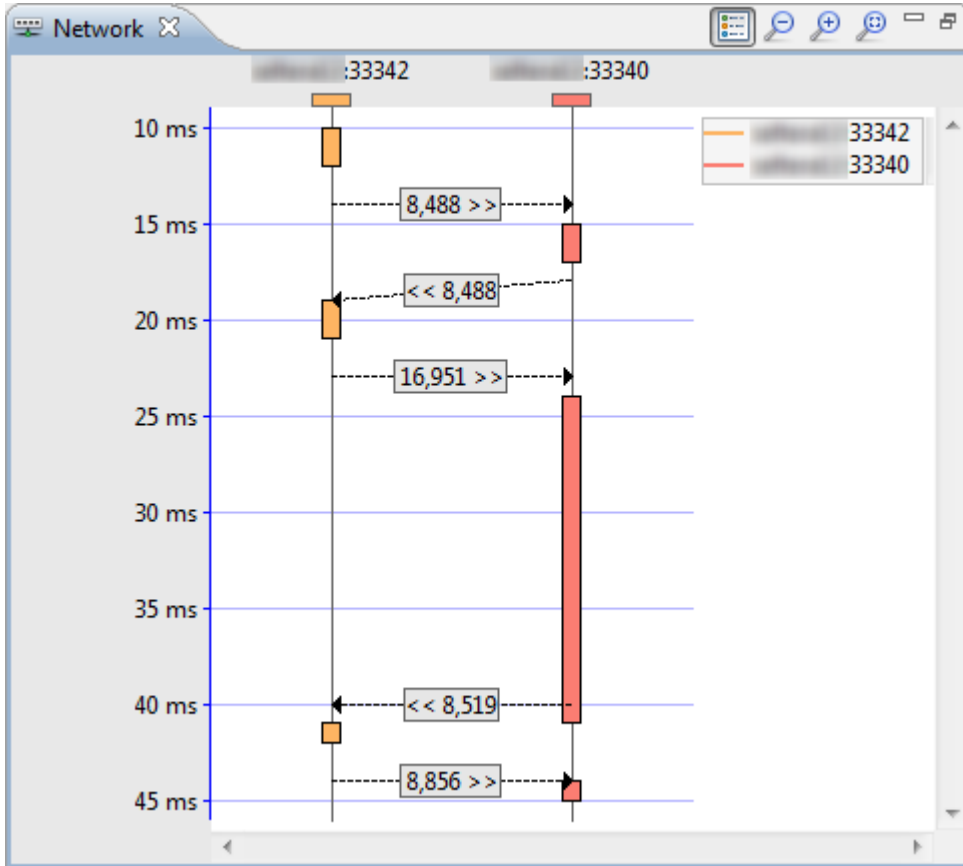 Network
:33342 :33340
33342
33340
10 ms
8,488 >>
15 ms
<< 8,488
20 ms
16,951 >>
25 ms
30 ms
35 ms
40 ms
<< 8,519
8,856 >>
45 ms